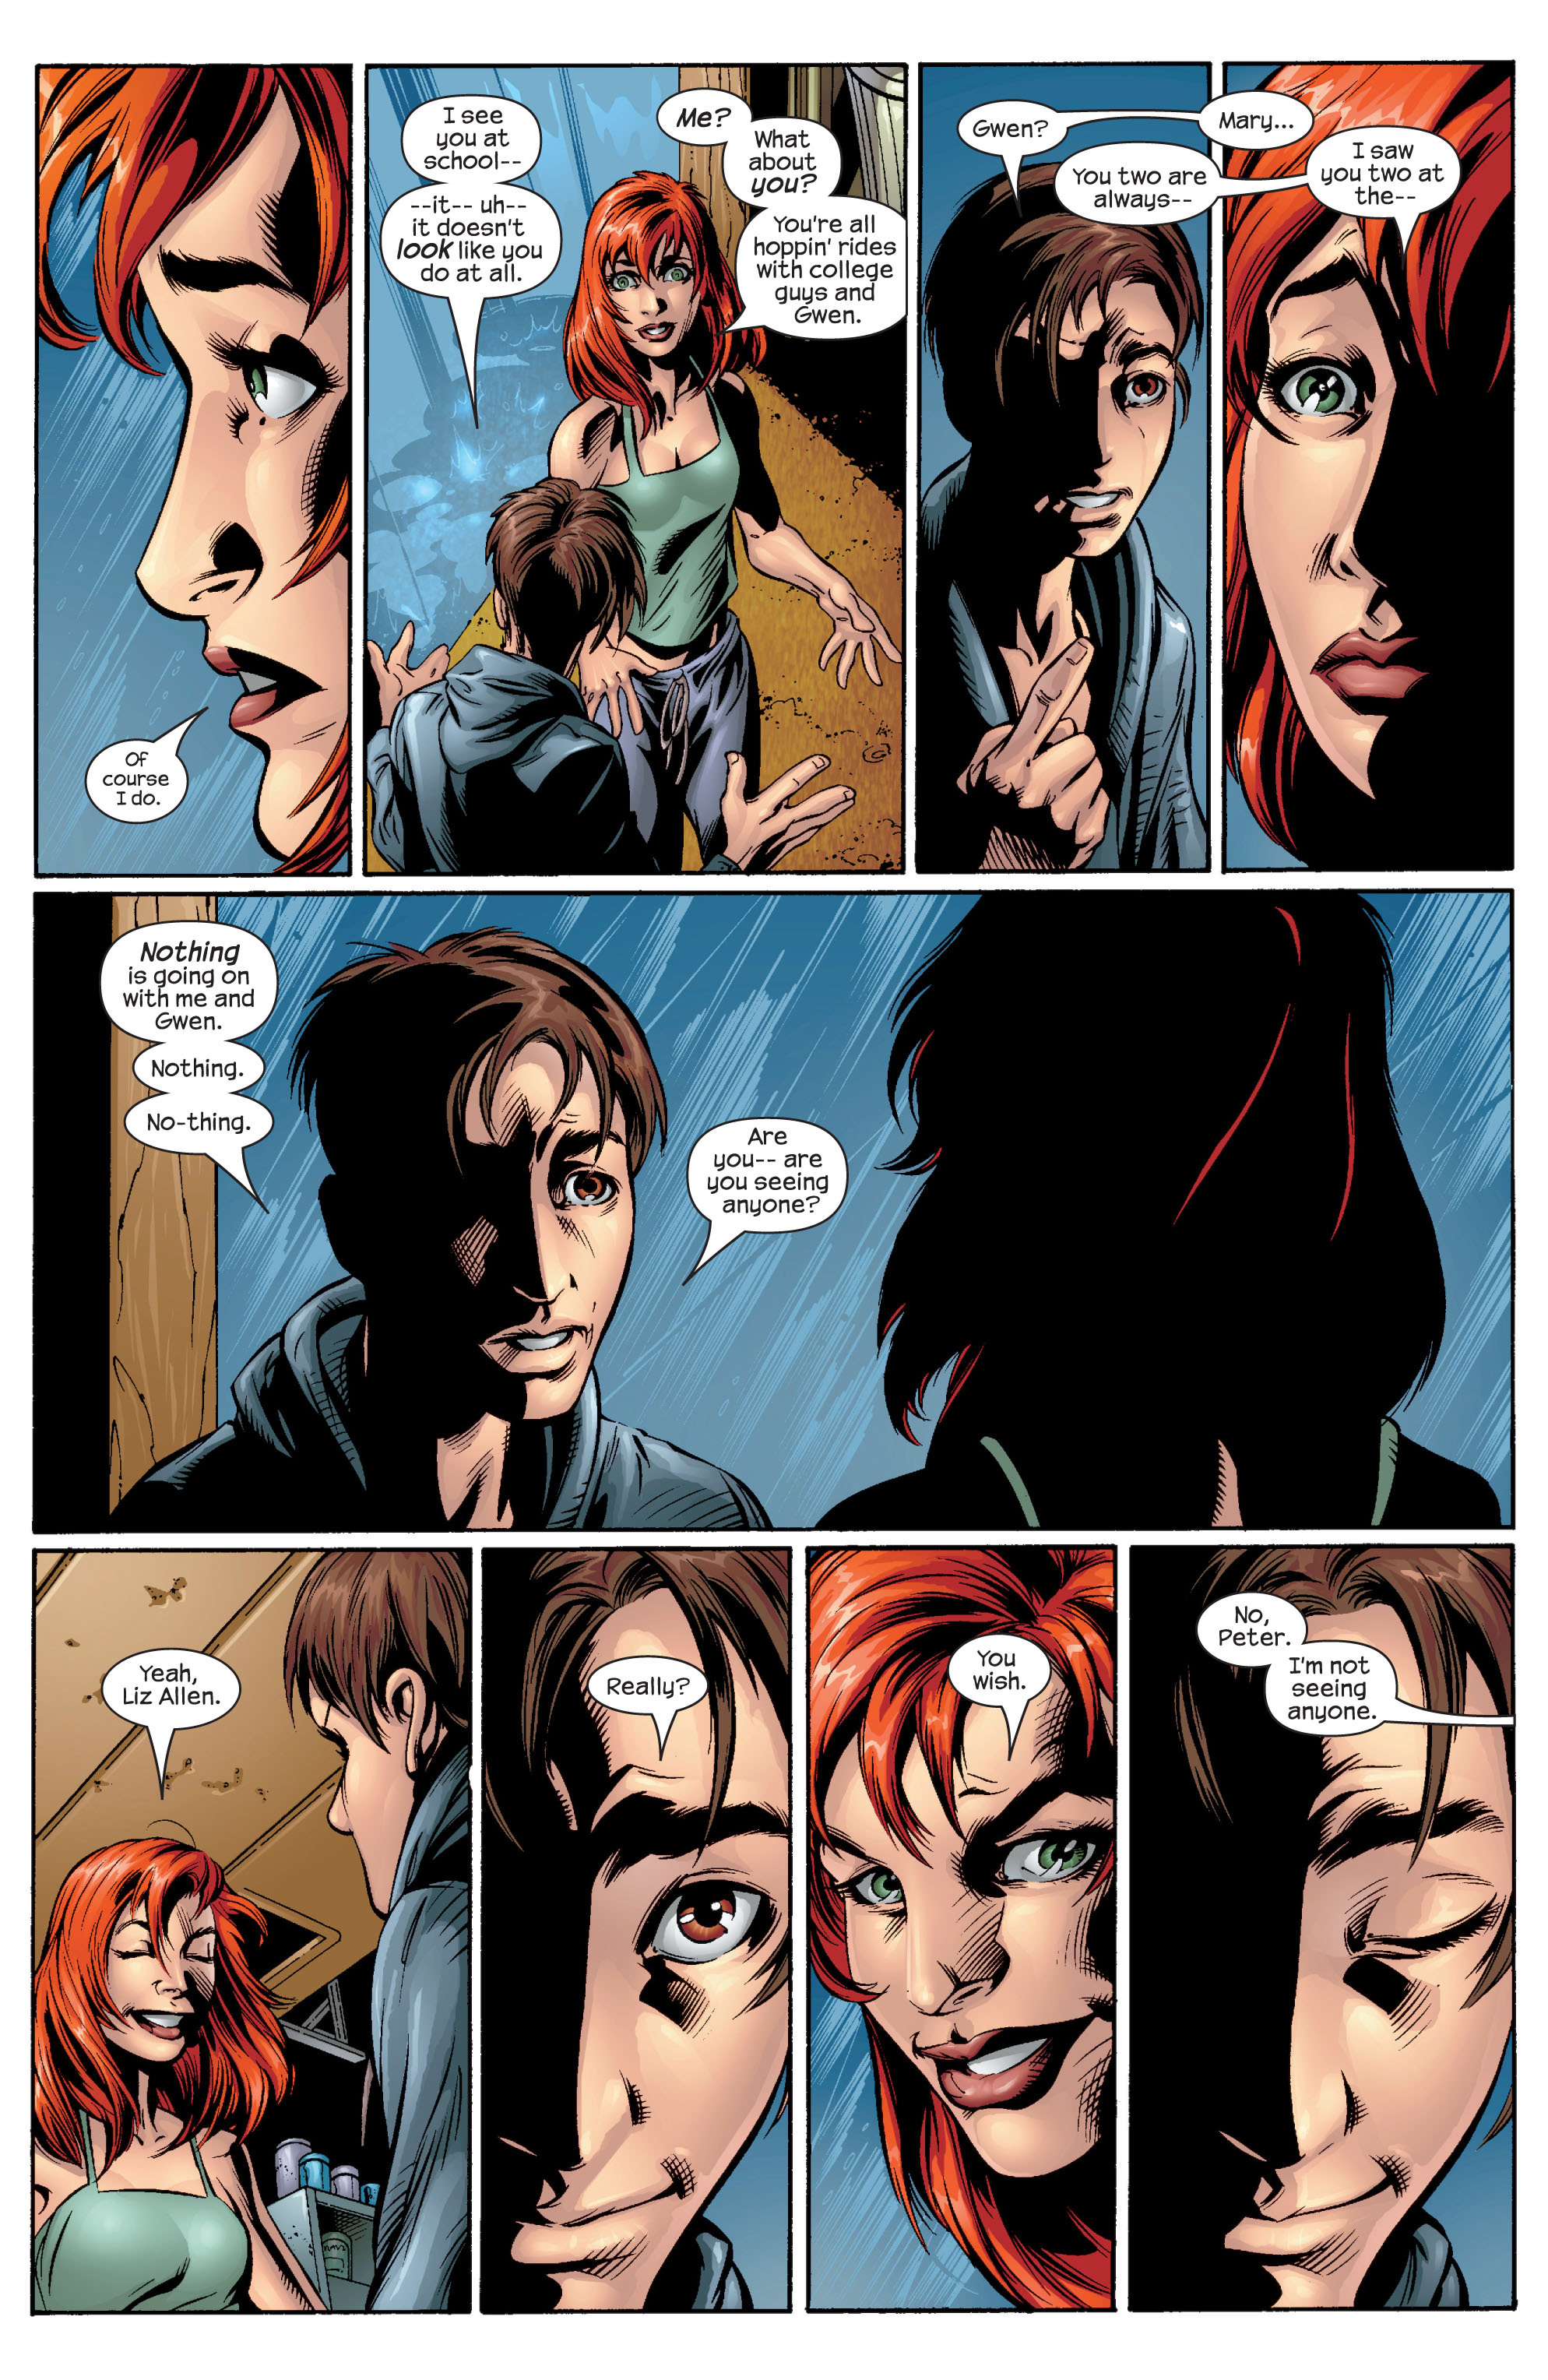 Of
course
I do.
I see
you at
school--
--it-- uh--
it doesn't
look like you
do at all.
Me?
What
about
you?
You're all
hoppin' rides
with college
guys and
Gwen.
Gwen?
Mary...
You two are
always--
I saw
you two at
the--
Nothing
is going on
with me and
Gwen.
Nothing.
No-thing.
Are
you-- are
you seeing
anyone?
Yeah,
Liz Allen.
Really?
You
wish.
No,
Peter.
I'm not
seeing
anyone.